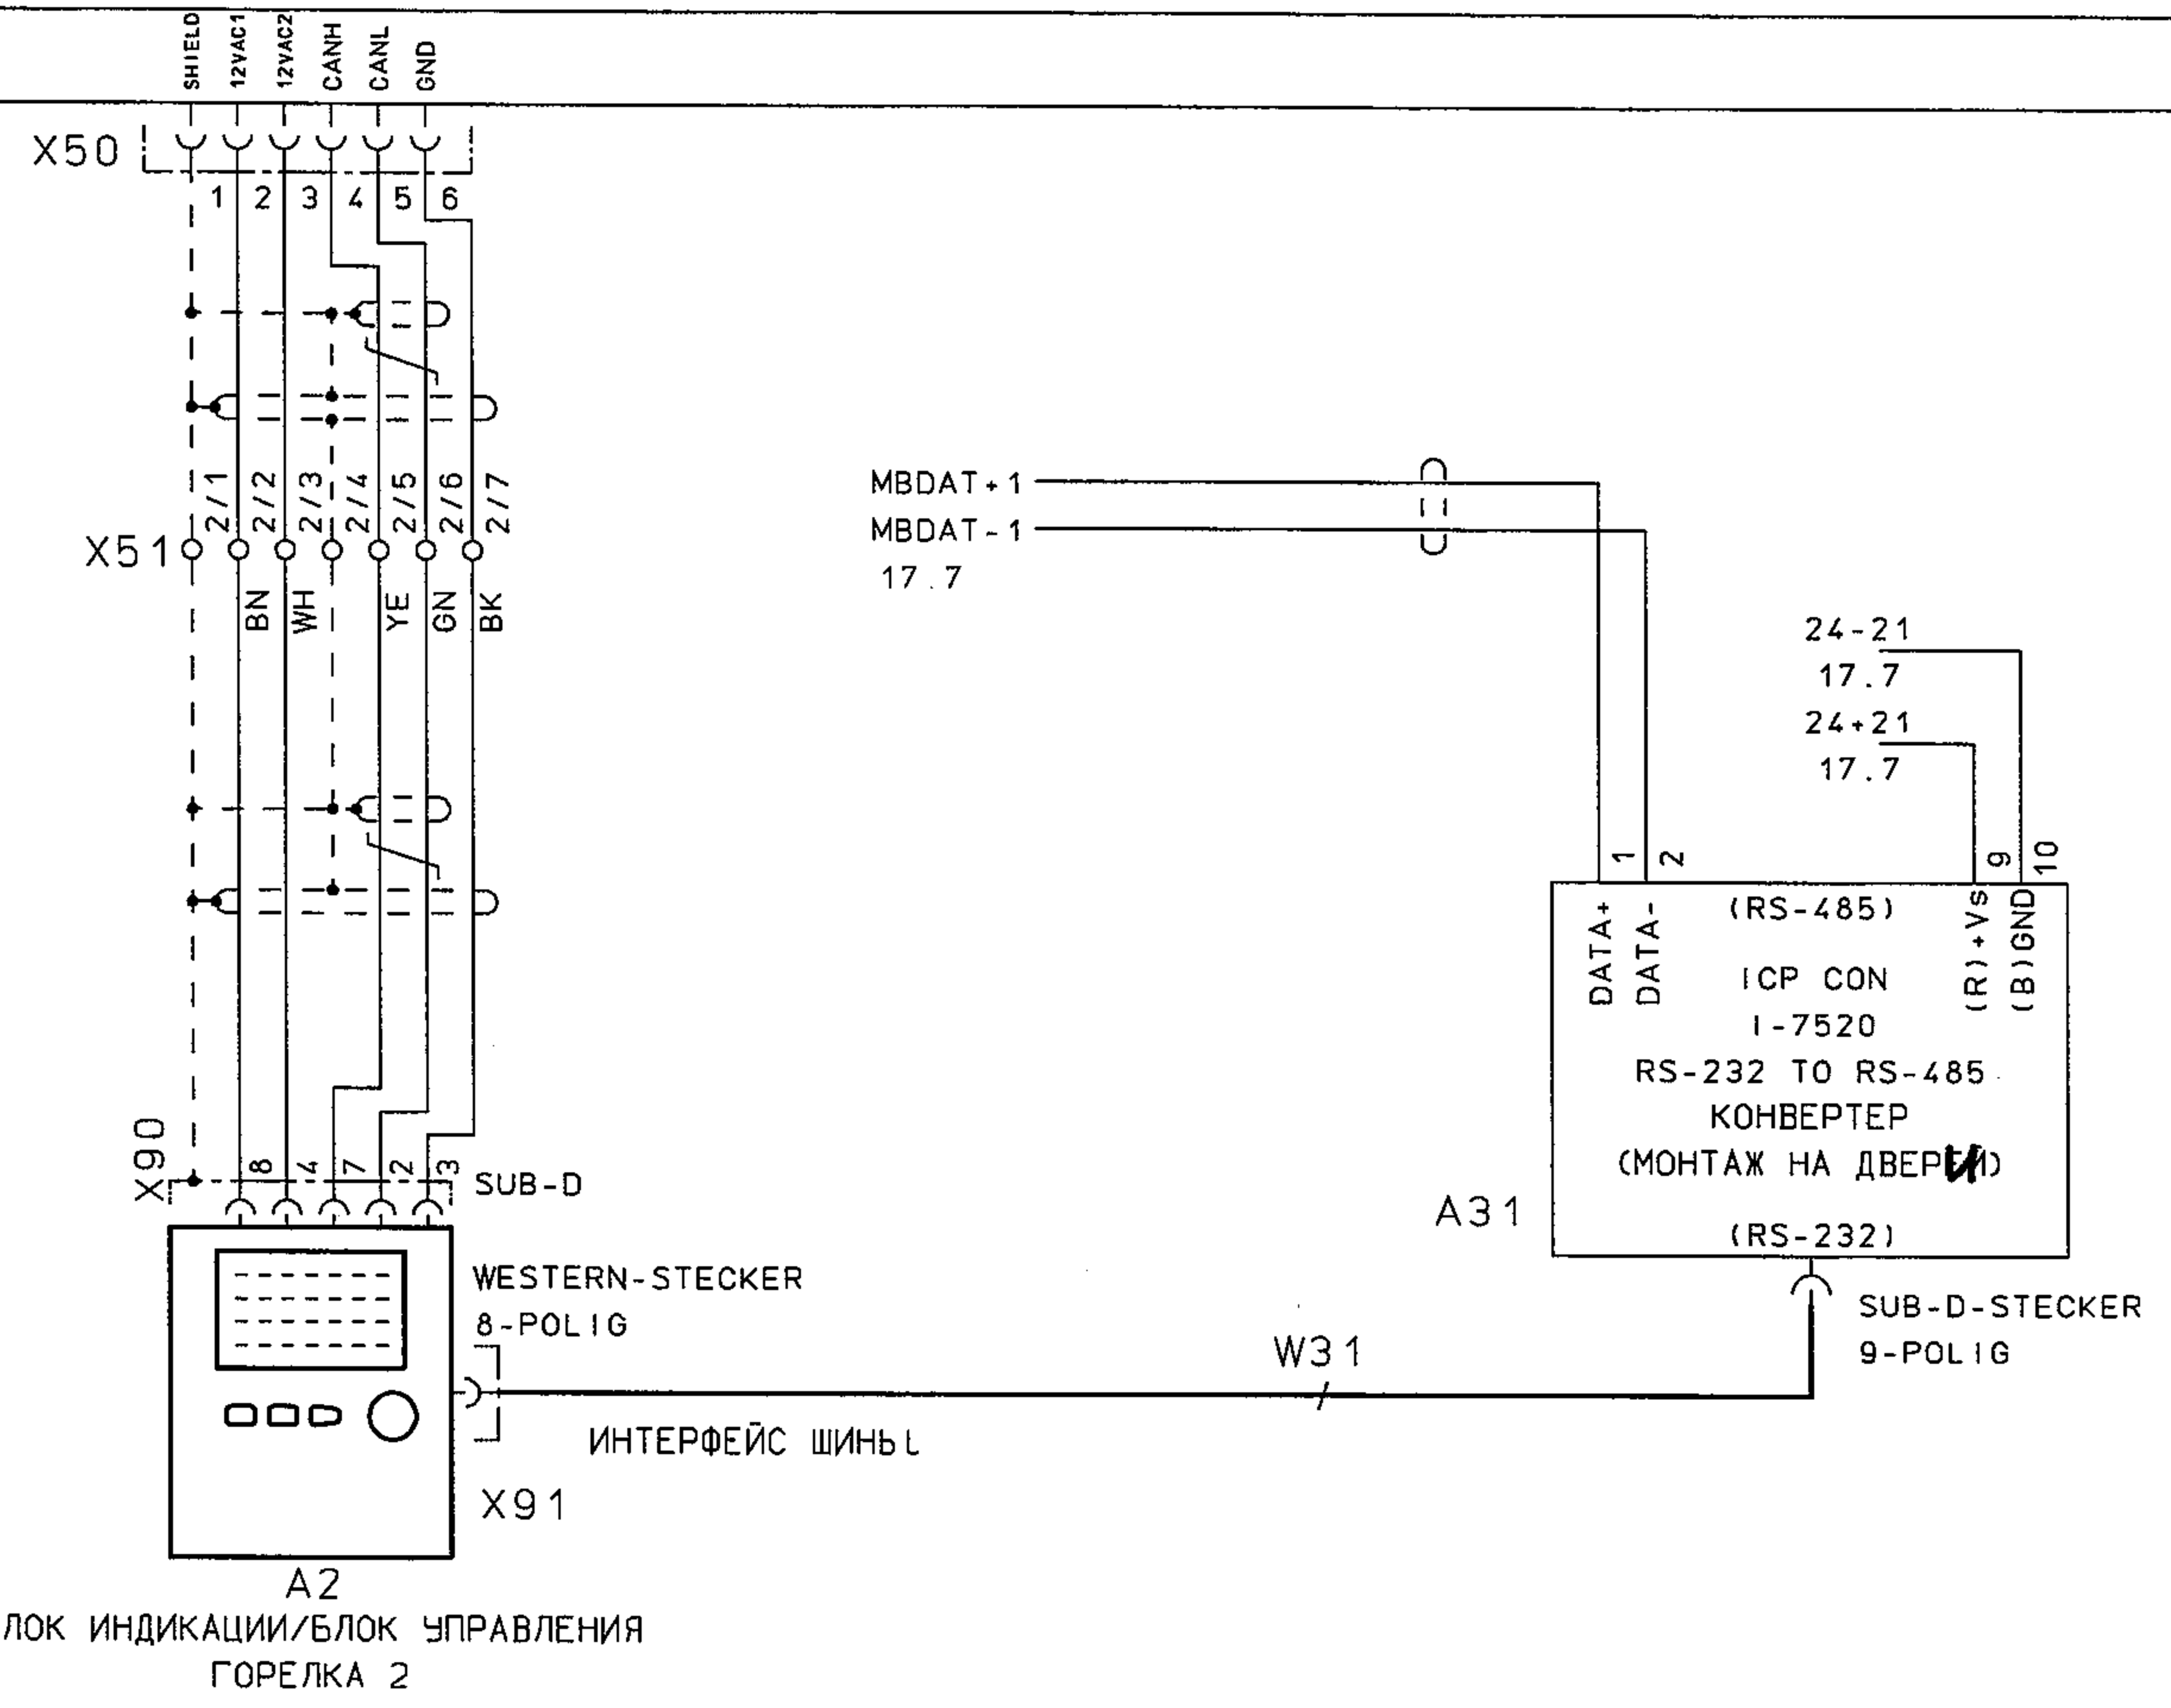 SHIELD
12VAC1
12VAC2
CANH
CANL
GND
X50
1 2 3 4 5 6
2/1 2/2 2/3 2/4 2/5 2/6 2/7
X51
BN WH YE GN BK
MBDAT+1
MBDAT-1
17.7
24-21
17.7
24+21
17.7
1 2 9 10
DATA+
DATA-
(RS-485)
(R)+Vs
(B)GND
ICP CON
I-7520
RS-232 TO RS-485
КОНВЕРТЕР
(МОНТАЖ НА ДВЕРИ)
(RS-232)
A31
SUB-D-STECKER
9-POLIG
X90
8 4 7 2 3
SUB-D
WESTERN-STECKER
8-POLIG
W31
ИНТЕРФЕЙС ШИНЫ
X91
A2
ЛОК ИНДИКАЦИИ/БЛОК УПРАВЛЕНИЯ
ГОРЕЛКА 2